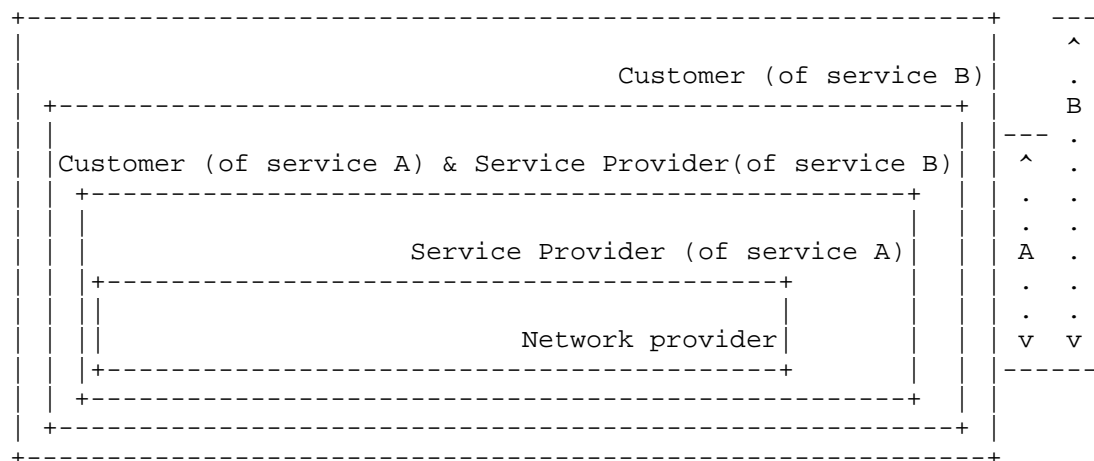 Customer (of service B)
B
Customer (of service A) & Service Provider(of service B)
Service Provider (of service A)
A
Network provider
v v